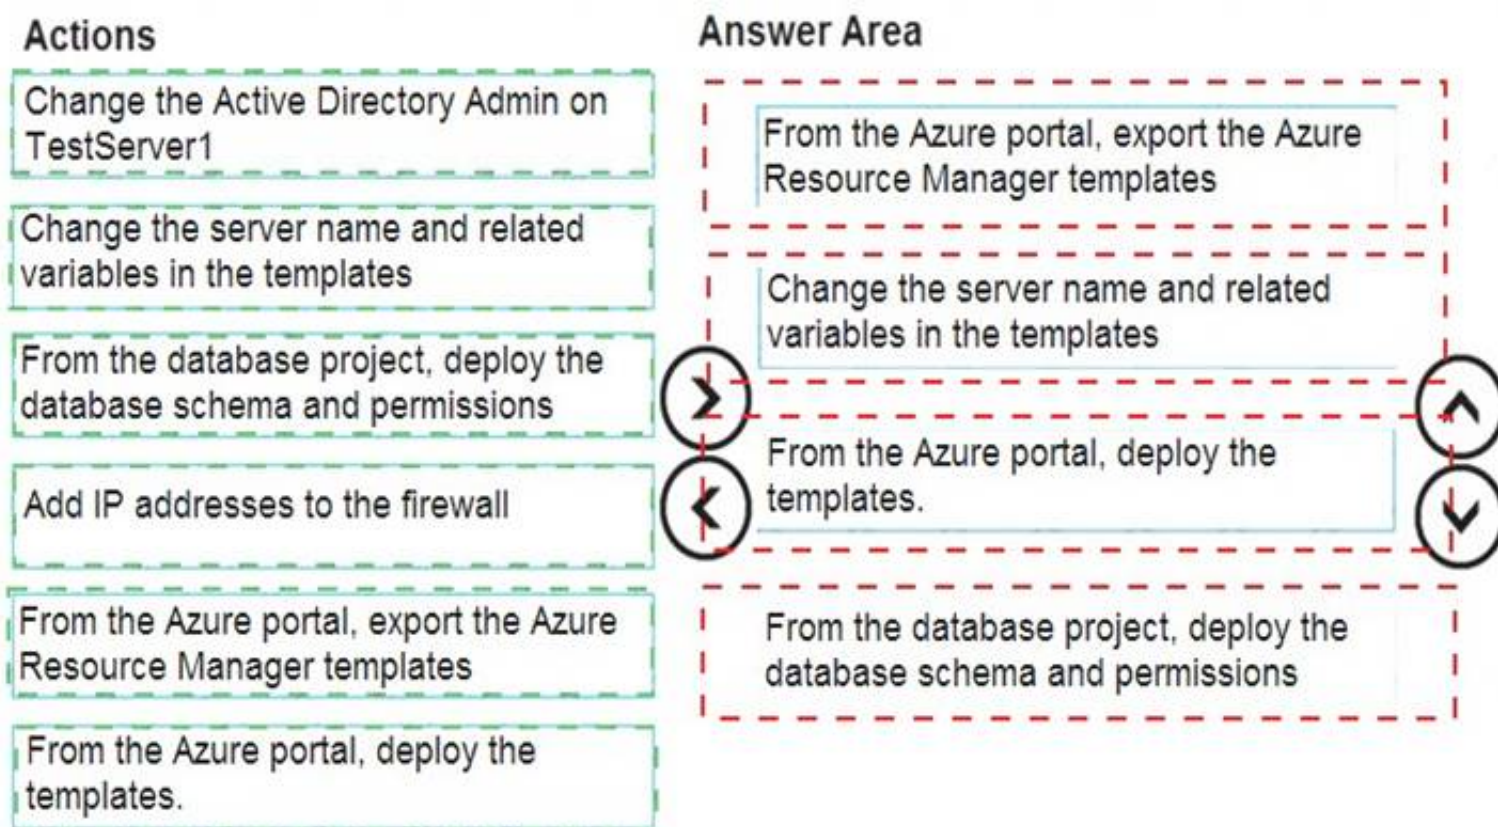 Actions
Change the Active Directory Admin on
TestServer1
Change the server name and related
variables in the templates
From the database project, deploy the
database schema and permissions
Add IP addresses to the firewall
From the Azure portal, export the Azure
Resource Manager templates
From the Azure portal, deploy the
templates.
Answer Area
From the Azure portal, export the Azure
Resource Manager templates
Change the server name and related
variables in the templates
From the Azure portal, deploy the
templates.
From the database project, deploy the
database schema and permissions